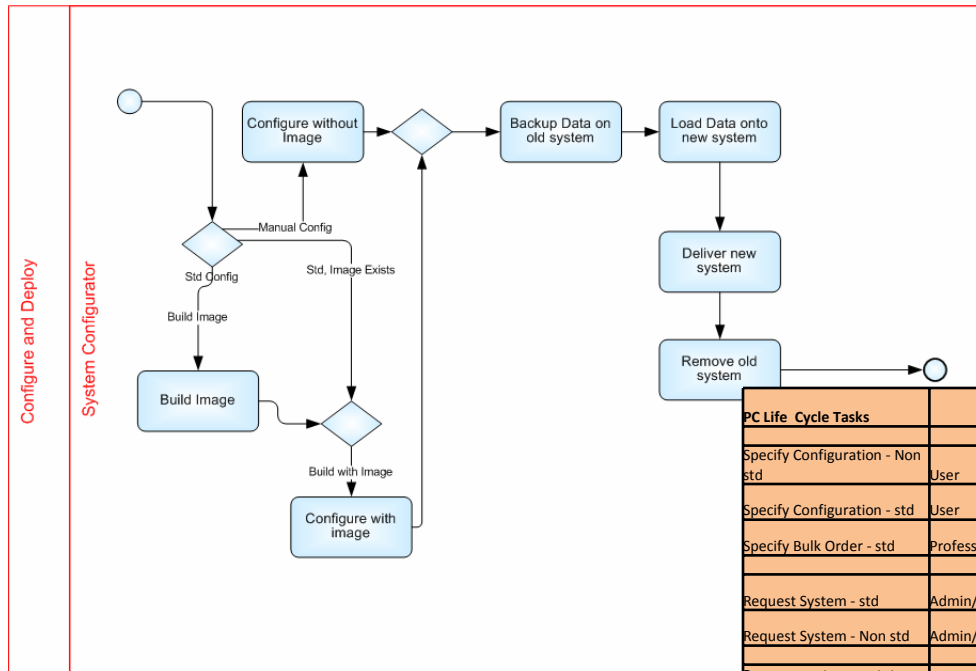 Configure and Deploy
System Configurator
Configure without
Image
Backup Data on
old system
Load Data onto
new system
Manual Config
Std Config
Std, Image Exists
Deliver new
system
Build Image
Build Image
Remove old
system
Build with Image
Configure with
image
PC Life Cycle Tasks
Specify Configuration - Non
std User
Specify Configuration - std User
Specify Bulk Order - std Profess
Request System - std Admin/
Request System - Non std Admin/